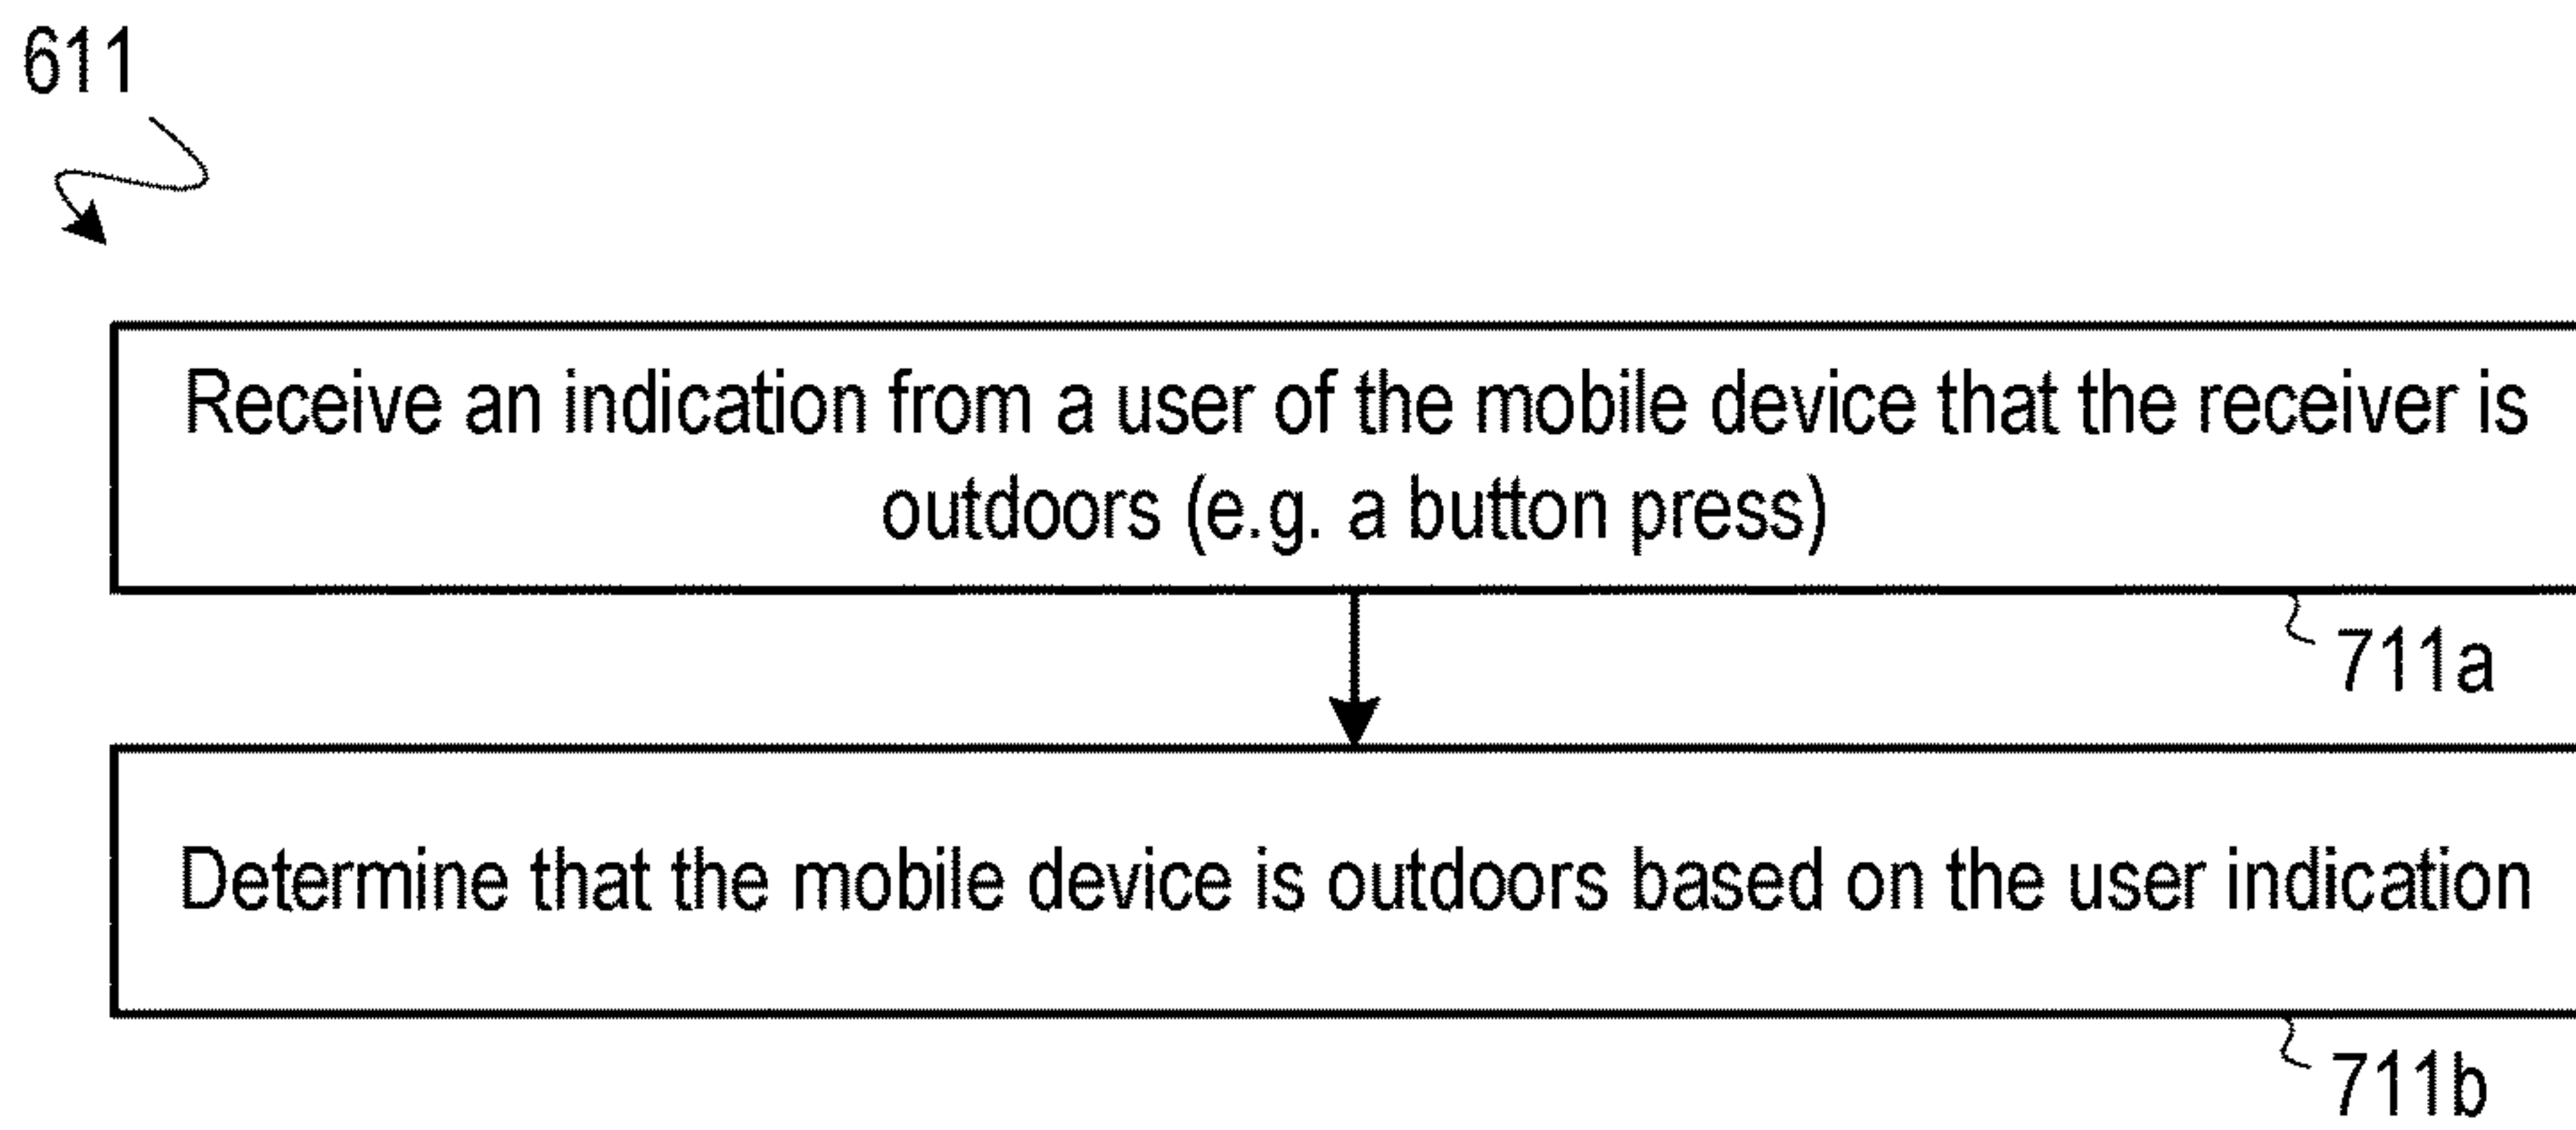 611
Receive an indication from a user of the mobile device that the receiver is
outdoors (e.g. a button press)
711a
Determine that the mobile device is outdoors based on the user indication
711b